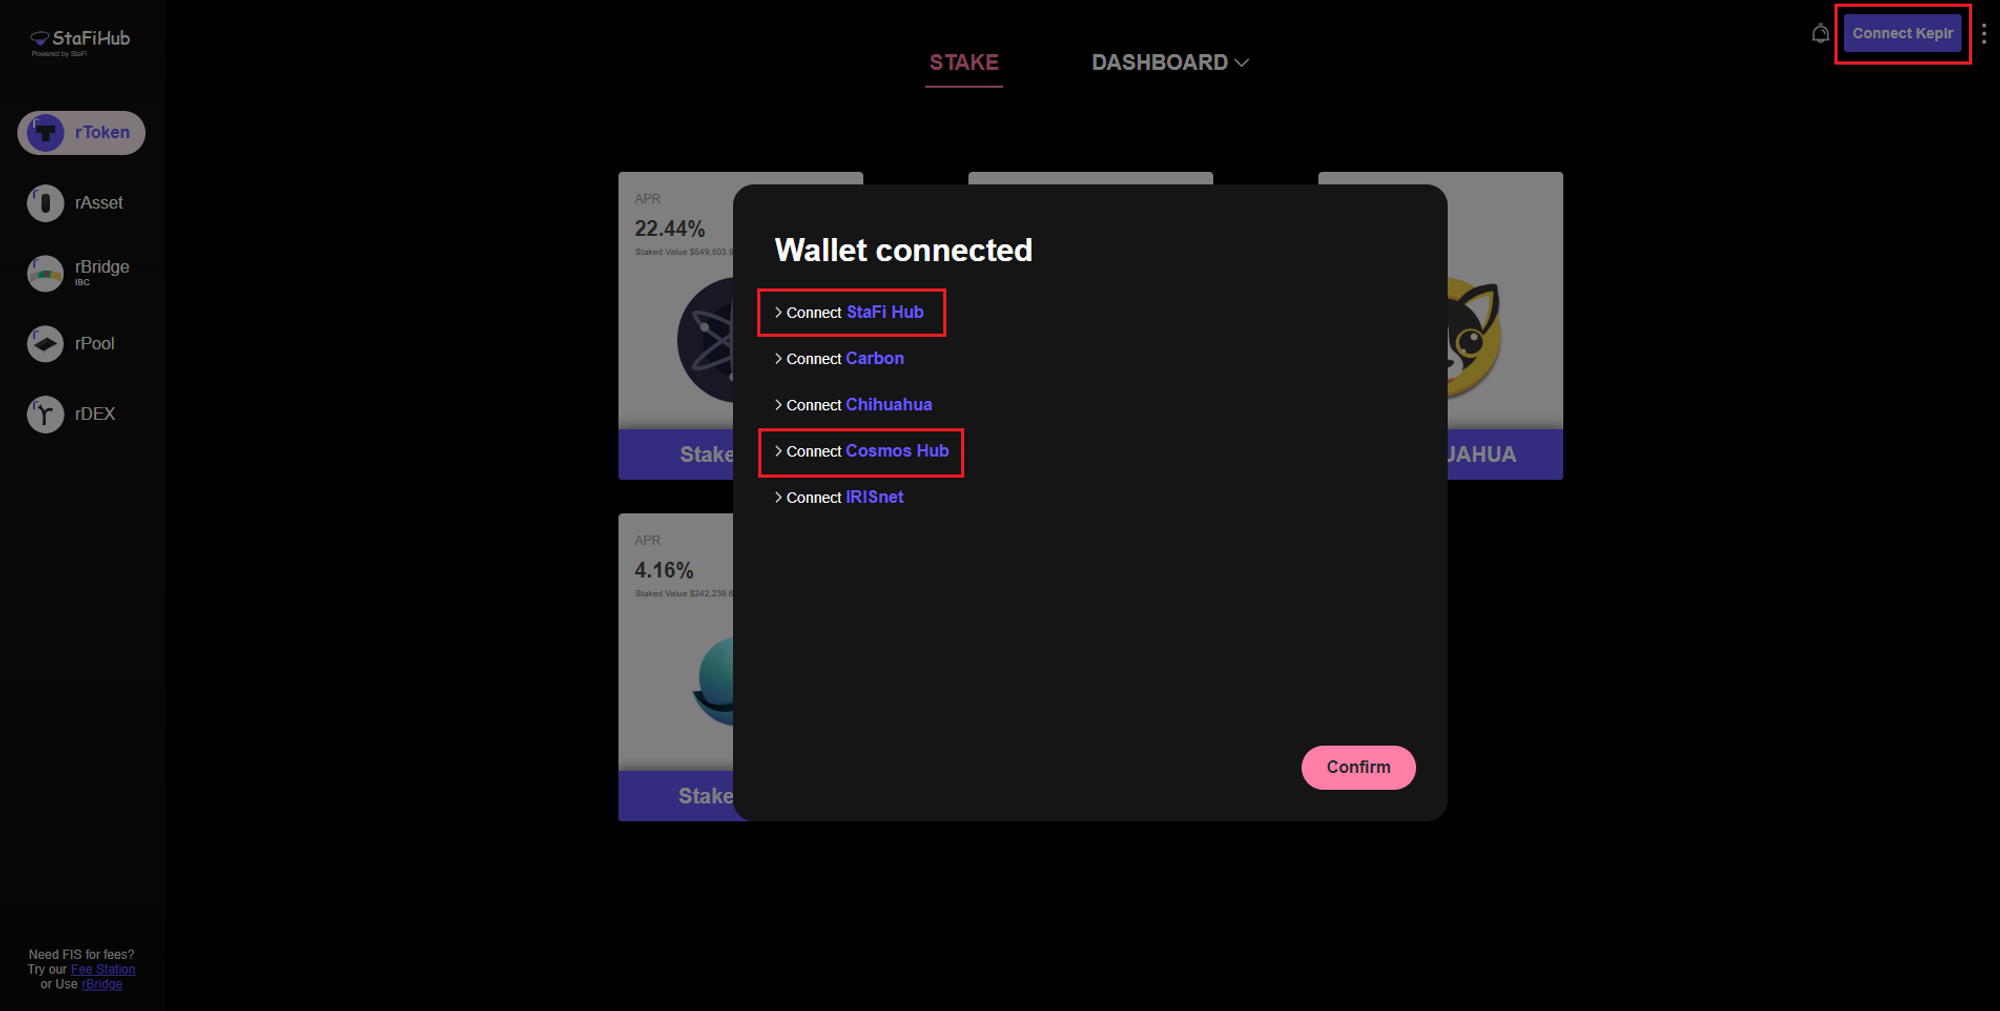 StaFiHub
Powered by StaFi
Connect Keplr
STAKE
DASHBOARD
rToken
rAsset
rBridge
IBC
rPool
rDEX
APR
22.44%
Staked Value $549,503.9
Stake
UAHUA
APR
4.16%
Staked Value $242,239.6
Stake
Wallet connected
Connect StaFi Hub
Connect Carbon
Connect Chihuahua
Connect Cosmos Hub
Connect IRISnet
Confirm
Need FIS for fees?
Try our Fee Station
or Use rBridge